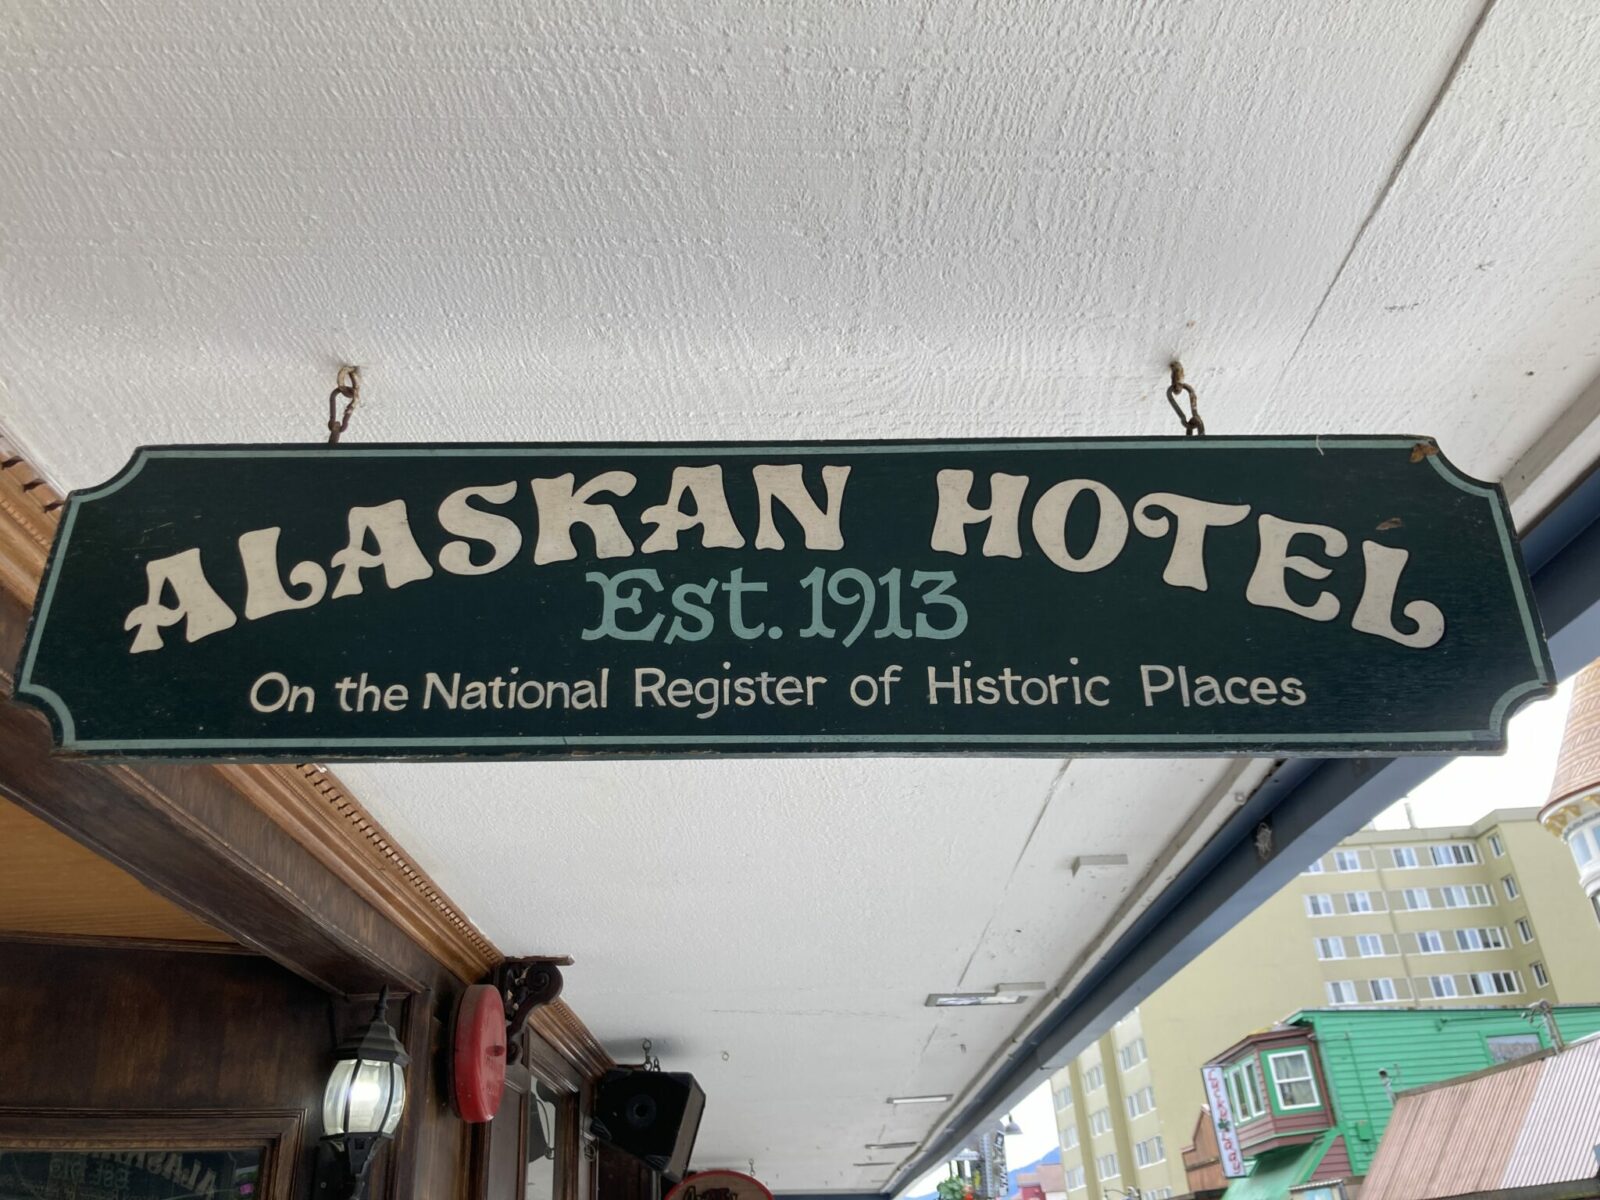 ALASKAN HOTEL
Est. 1913
On the National Register of Historic Places